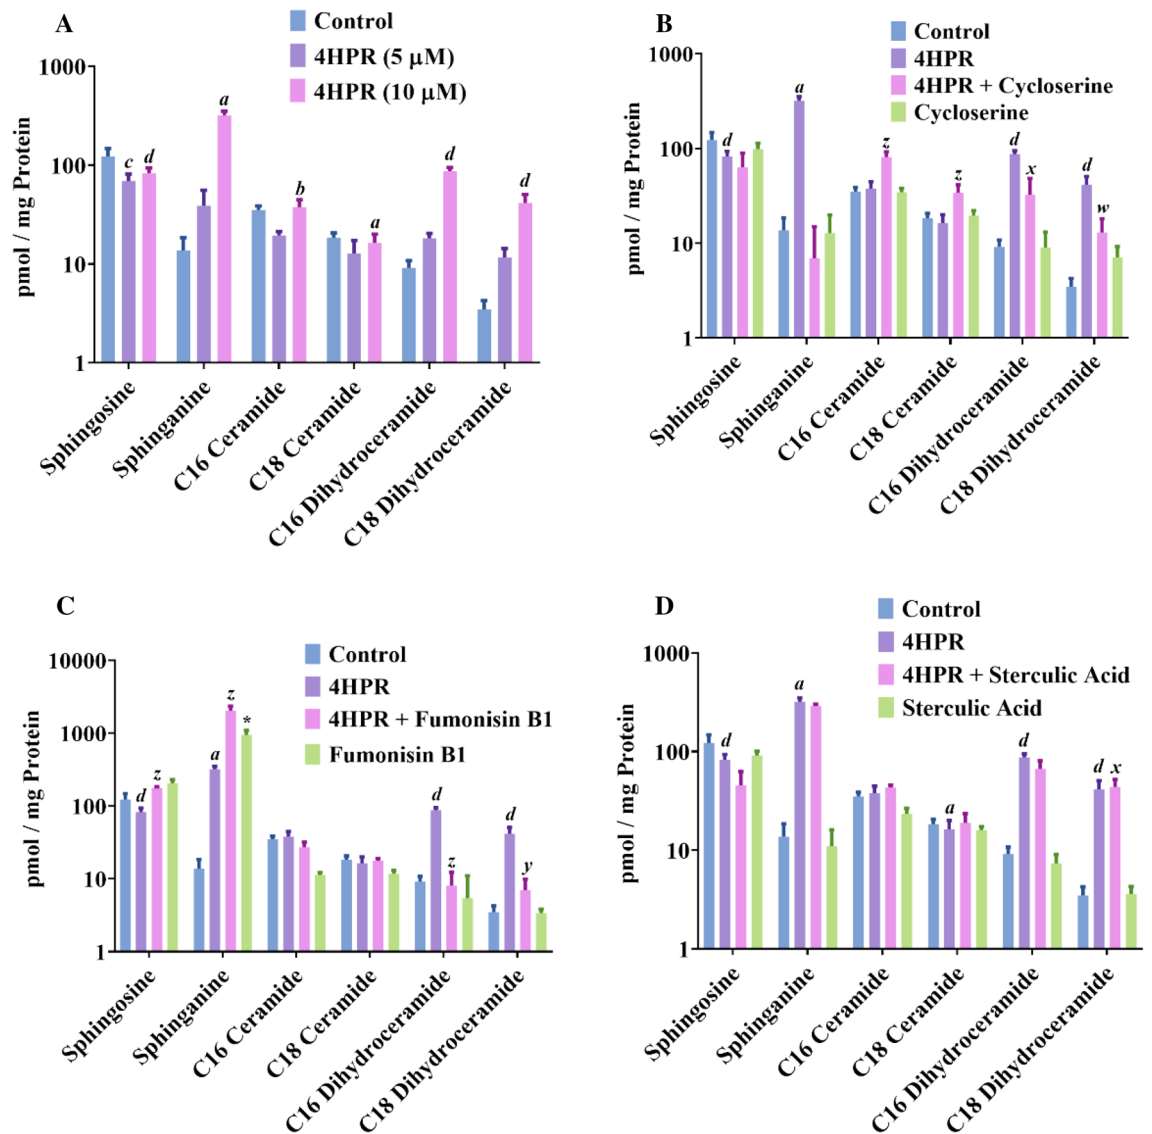 A
Control
4HPR (5 μM)
4HPR (10 μM)
pmol / mg Protein
1000
100
10
1
c
d
a
b
a
d
d
Sphingosine
Sphinganine
C16 Ceramide
C18 Ceramide
C16 Dihydroceramide
C18 Dihydroceramide
B
Control
4HPR
4HPR + Cycloserine
Cycloserine
pmol / mg Protein
1000
100
10
1
d
a
z
z
d
x
d
w
Sphingosine
Sphinganine
C16 Ceramide
C18 Ceramide
C16 Dihydroceramide
C18 Dihydroceramide
C
Control
4HPR
4HPR + Fumonisin B1
Fumonisin B1
pmol / mg Protein
10000
1000
100
10
1
d
z
a
z
*
d
z
d
y
Sphingosine
Sphinganine
C16 Ceramide
C18 Ceramide
C16 Dihydroceramide
C18 Dihydroceramide
D
Control
4HPR
4HPR + Sterculic Acid
Sterculic Acid
pmol / mg Protein
1000
100
10
1
d
a
a
d
d
x
Sphingosine
Sphinganine
C16 Ceramide
C18 Ceramide
C16 Dihydroceramide
C18 Dihydroceramide